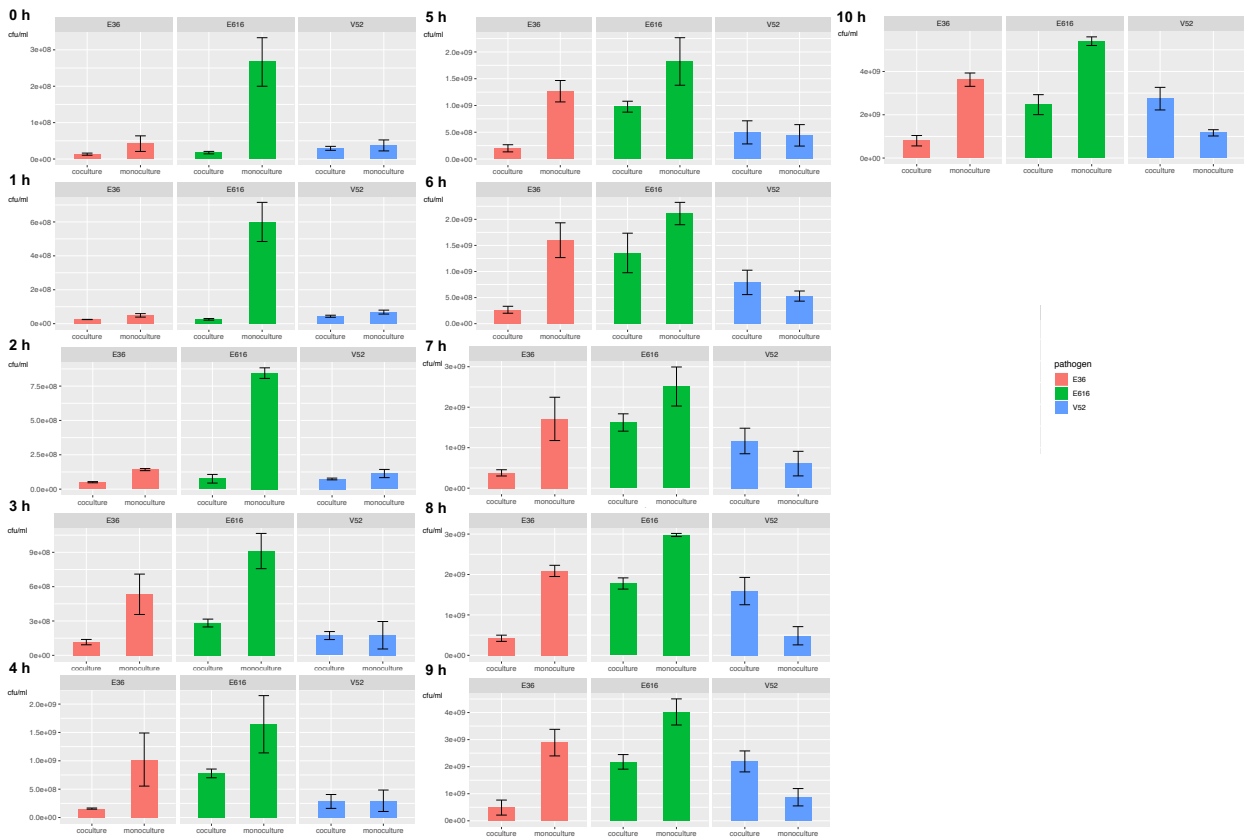 0 h
cfu/ml
E36 E616 V52
3e+08
2e+08
1e+08
0e+00
coculture monoculture coculture monoculture coculture monoculture
1 h
cfu/ml
E36 E616 V52
6e+08
4e+08
2e+08
0e+00
coculture monoculture coculture monoculture coculture monoculture
2 h
cfu/ml
E36 E616 V52
7.5e+08
5.0e+08
2.5e+08
0.0e+00
coculture monoculture coculture monoculture coculture monoculture
3 h
cfu/ml
E36 E616 V52
9e+08
6e+08
3e+08
0e+00
coculture monoculture coculture monoculture coculture monoculture
4 h
cfu/ml
E36 E616 V52
2.0e+09
1.5e+09
1.0e+09
5.0e+08
0.0e+00
coculture monoculture coculture monoculture coculture monoculture
5 h
cfu/ml
E36 E616 V52
2.0e+09
1.5e+09
1.0e+09
5.0e+08
0.0e+00
coculture monoculture coculture monoculture coculture monoculture
6 h
cfu/ml
E36 E616 V52
2.0e+09
1.5e+09
1.0e+09
5.0e+08
0.0e+00
coculture monoculture coculture monoculture coculture monoculture
7 h
cfu/ml
E36 E616 V52
3e+09
2e+09
1e+09
0e+00
coculture monoculture coculture monoculture coculture monoculture
8 h
cfu/ml
E36 E616 V52
3e+09
2e+09
1e+09
0e+00
coculture monoculture coculture monoculture coculture monoculture
9 h
cfu/ml
E36 E616 V52
4e+09
3e+09
2e+09
1e+09
0e+00
coculture monoculture coculture monoculture coculture monoculture
10 h
cfu/ml
E36 E616 V52
4e+09
2e+09
0e+00
coculture monoculture coculture monoculture coculture monoculture
pathogen
E36
E616
V52